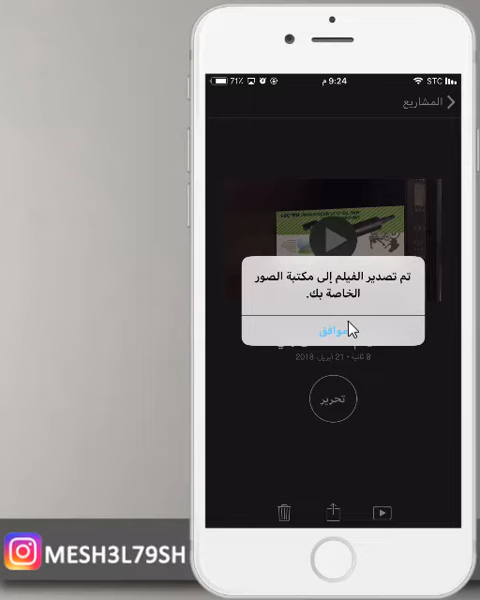 71%
9:24 م
STC
المشاريع
تم تصدير الفيلم إلى مكتبة الصور
الخاصة بك.
موافق
8 ثانية • 21 أبريل 2018
تحرير
MESH3L79SH